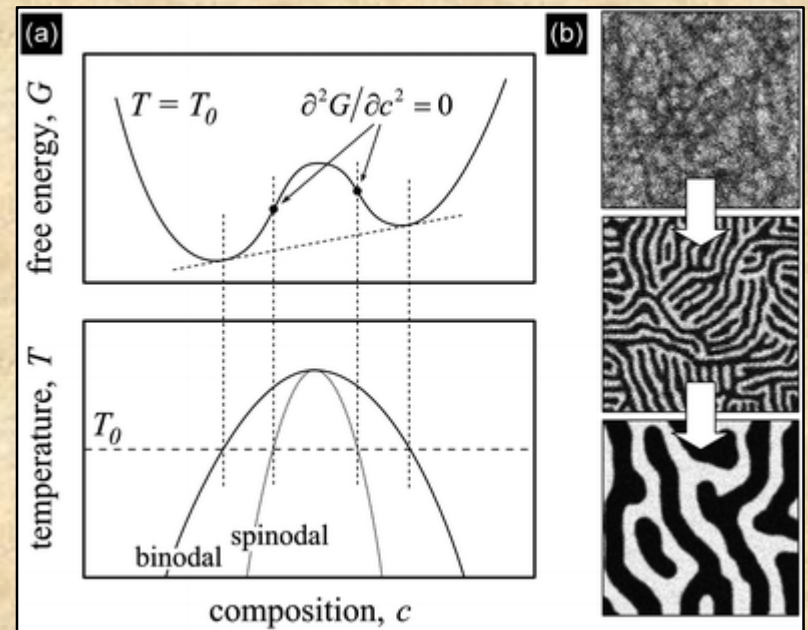 (a)
free energy, G
T = T₀
∂²G/∂c² = 0
temperature, T
T₀
binodal
spinodal
composition, c
(b)